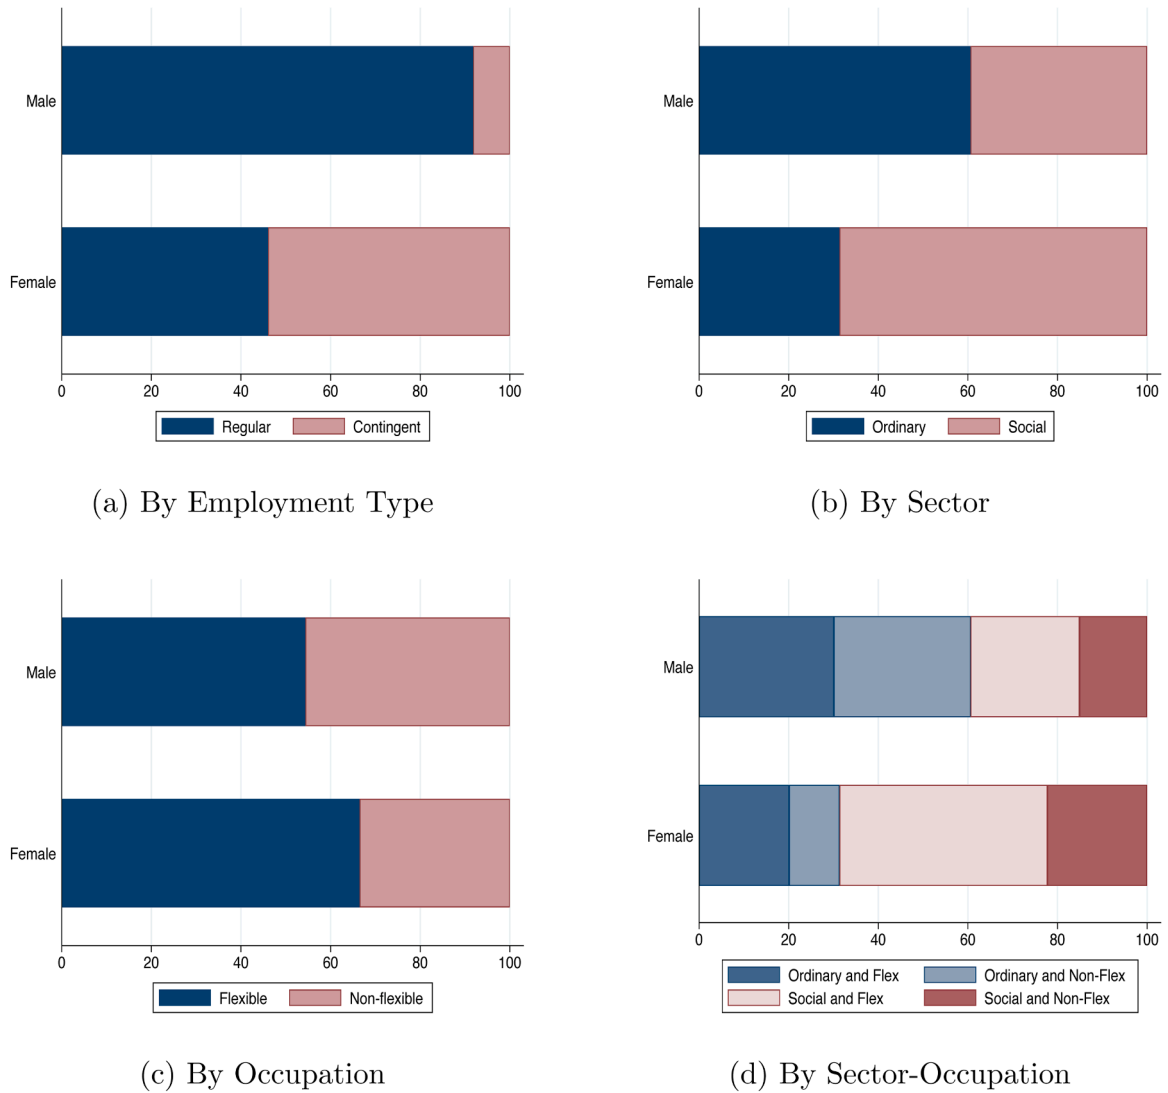 Male
Female
0 20 40 60 80 100
Regular Contingent
(a) By Employment Type
Male
Female
0 20 40 60 80 100
Ordinary Social
(b) By Sector
Male
Female
0 20 40 60 80 100
Flexible Non-flexible
(c) By Occupation
Male
Female
0 20 40 60 80 100
Ordinary and Flex Ordinary and Non-Flex
Social and Flex Social and Non-Flex
(d) By Sector-Occupation